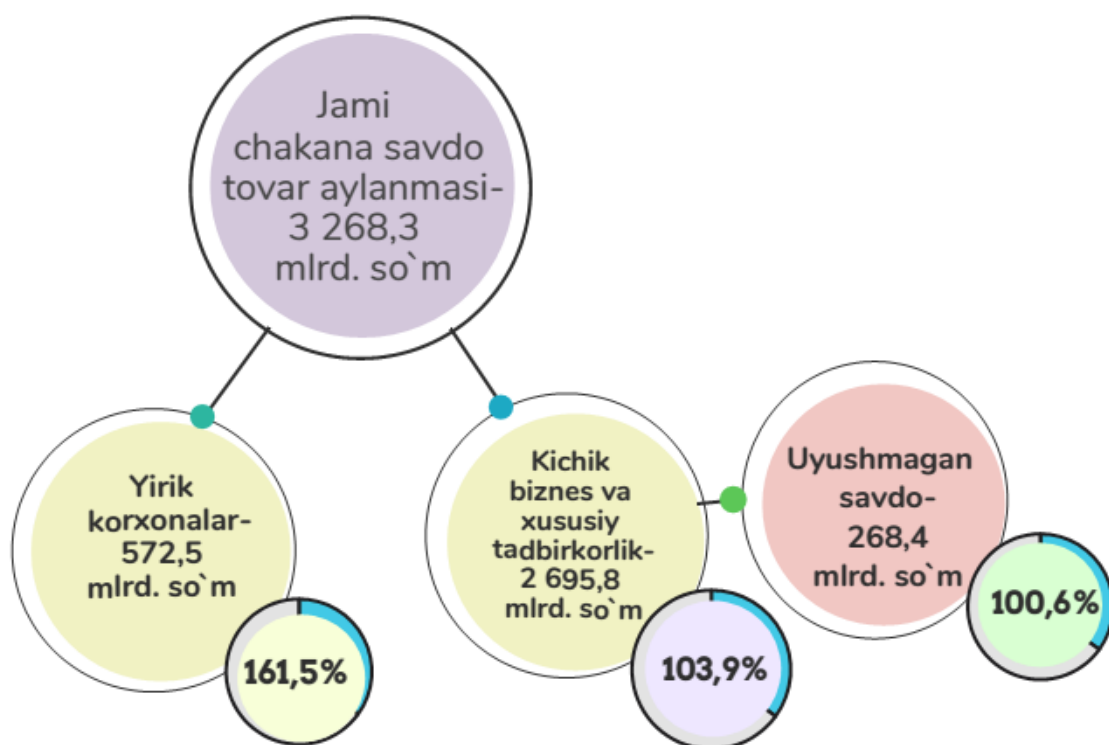 Jami
chakana savdo
tovar aylanmasi-
3 268,3
mlrd. so`m
Yirik
korxonalar-
572,5
mlrd. so`m
161,5%
Kichik
biznes va
xususiy
tadbirkorlik-
2 695,8
mlrd. so`m
103,9%
Uyushmagan
savdo-
268,4
mlrd. so`m
100,6%